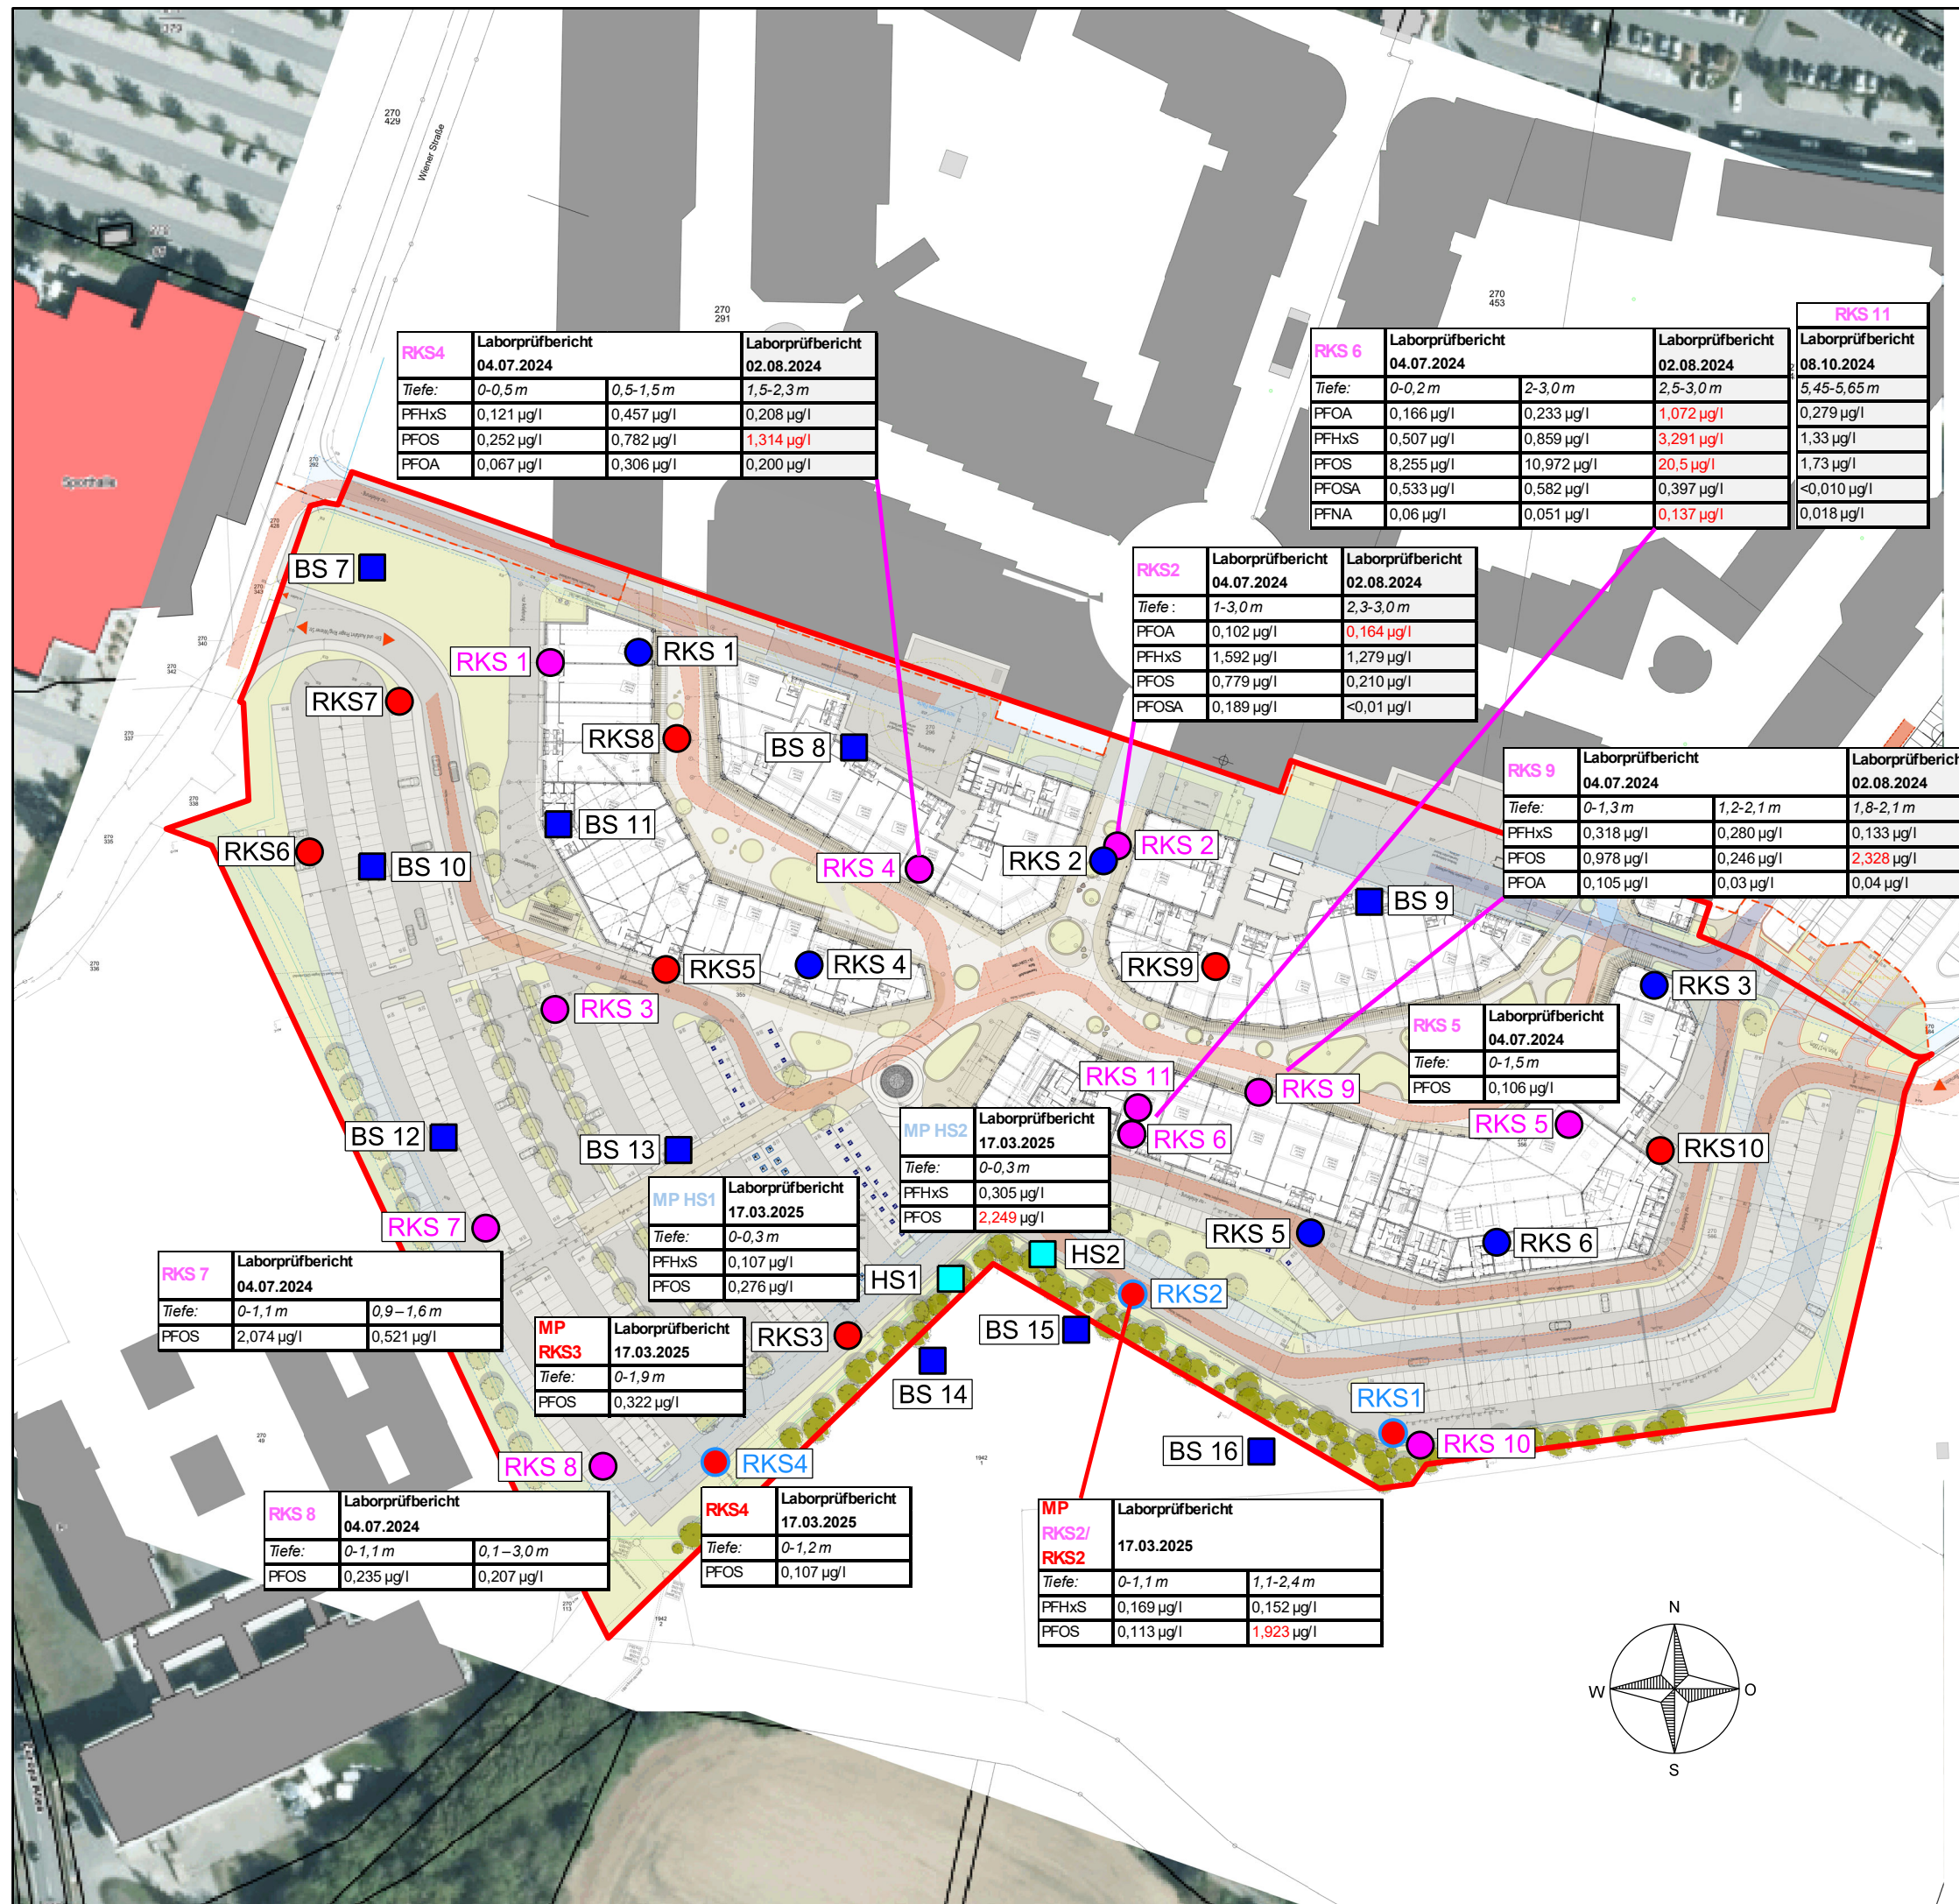 270
429
Wiener Straße
270
291
270
453
Sporthalle
RKS4 Laborprüfbericht 04.07.2024 Laborprüfbericht 02.08.2024
Tiefe: 0-0,5 m 0,5-1,5 m 1,5-2,3 m
PFHxS 0,121 µg/l 0,457 µg/l 0,208 µg/l
PFOS 0,252 µg/l 0,782 µg/l 1,314 µg/l
PFOA 0,067 µg/l 0,306 µg/l 0,200 µg/l
RKS 11
RKS 6 Laborprüfbericht 04.07.2024 Laborprüfbericht 02.08.2024 Laborprüfbericht 08.10.2024
Tiefe: 0-0,2 m 2-3,0 m 2,5-3,0 m 5,45-5,65 m
PFOA 0,166 µg/l 0,233 µg/l 1,072 µg/l 0,279 µg/l
PFHxS 0,507 µg/l 0,859 µg/l 3,291 µg/l 1,33 µg/l
PFOS 8,255 µg/l 10,972 µg/l 20,5 µg/l 1,73 µg/l
PFOSA 0,533 µg/l 0,582 µg/l 0,397 µg/l <0,010 µg/l
PFNA 0,06 µg/l 0,051 µg/l 0,137 µg/l 0,018 µg/l
RKS2 Laborprüfbericht 04.07.2024 Laborprüfbericht 02.08.2024
Tiefe : 1-3,0 m 2,3-3,0 m
PFOA 0,102 µg/l 0,164 µg/l
PFHxS 1,592 µg/l 1,279 µg/l
PFOS 0,779 µg/l 0,210 µg/l
PFOSA 0,189 µg/l <0,01 µg/l
RKS 9 Laborprüfbericht 04.07.2024 Laborprüfbericht 02.08.2024
Tiefe: 0-1,3 m 1,2-2,1 m 1,8-2,1 m
PFHxS 0,318 µg/l 0,280 µg/l 0,133 µg/l
PFOS 0,978 µg/l 0,246 µg/l 2,328 µg/l
PFOA 0,105 µg/l 0,03 µg/l 0,04 µg/l
BS 7
RKS 1
RKS 1
RKS7
RKS8
BS 8
BS 11
RKS6
BS 10
RKS 4
RKS 2
RKS 2
BS 9
RKS5
RKS 4
RKS9
RKS 3
RKS 3
RKS 5 Laborprüfbericht 04.07.2024
Tiefe: 0-1,5 m
PFOS 0,106 µg/l
RKS 11
RKS 9
RKS 6
RKS 5
RKS10
BS 12
BS 13
MP HS2 Laborprüfbericht 17.03.2025
Tiefe: 0-0,3 m
PFHxS 0,305 µg/l
PFOS 2,249 µg/l
MP HS1 Laborprüfbericht 17.03.2025
Tiefe: 0-0,3 m
PFHxS 0,107 µg/l
PFOS 0,276 µg/l
RKS 7
RKS 5
RKS 6
HS2
HS1
RKS2
RKS 7 Laborprüfbericht 04.07.2024
Tiefe: 0-1,1 m 0,9–1,6 m
PFOS 2,074 µg/l 0,521 µg/l
MP RKS3 Laborprüfbericht 17.03.2025
Tiefe: 0-1,9 m
PFOS 0,322 µg/l
RKS3
BS 15
BS 14
RKS1
RKS 10
BS 16
RKS 8
RKS4
1942
1
RKS 8 Laborprüfbericht 04.07.2024
Tiefe: 0-1,1 m 0,1–3,0 m
PFOS 0,235 µg/l 0,207 µg/l
RKS4 Laborprüfbericht 17.03.2025
Tiefe: 0-1,2 m
PFOS 0,107 µg/l
MP RKS2/ RKS2 Laborprüfbericht 17.03.2025
Tiefe: 0-1,1 m 1,1-2,4 m
PFHxS 0,169 µg/l 0,152 µg/l
PFOS 0,113 µg/l 1,923 µg/l
270
113
1942
2
N
W O
S